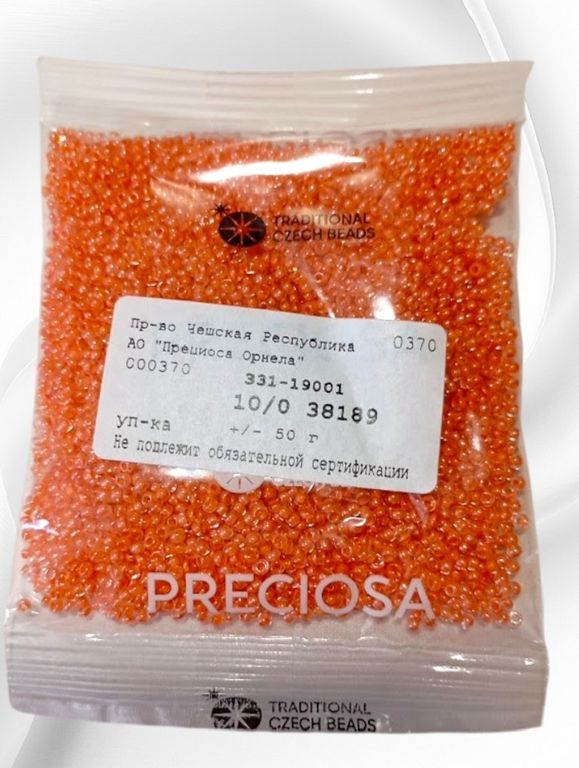 TRADITIONAL
CZECH BEADS
Пр-во Чешская Республика 0370
АО "Прециоса Орнела"
С00370
331-19001
10/0 38189
уп-ка +/- 50 г
Не подлежит обязательной сертификации
PRECIOSA
TRADITIONAL
CZECH BEADS